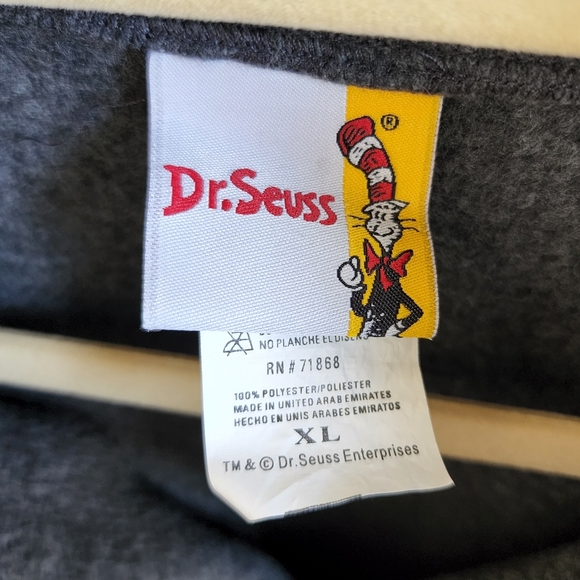 ®
Dr. Seuss
NO PLANCHE EL DISEÑO
RN # 71868
100% POLYESTER/POLIESTER
MADE IN UNITED ARAB EMIRATES
HECHO EN UNIS ARABES EMIRATOS
XL
TM & © Dr. Seuss Enterprises